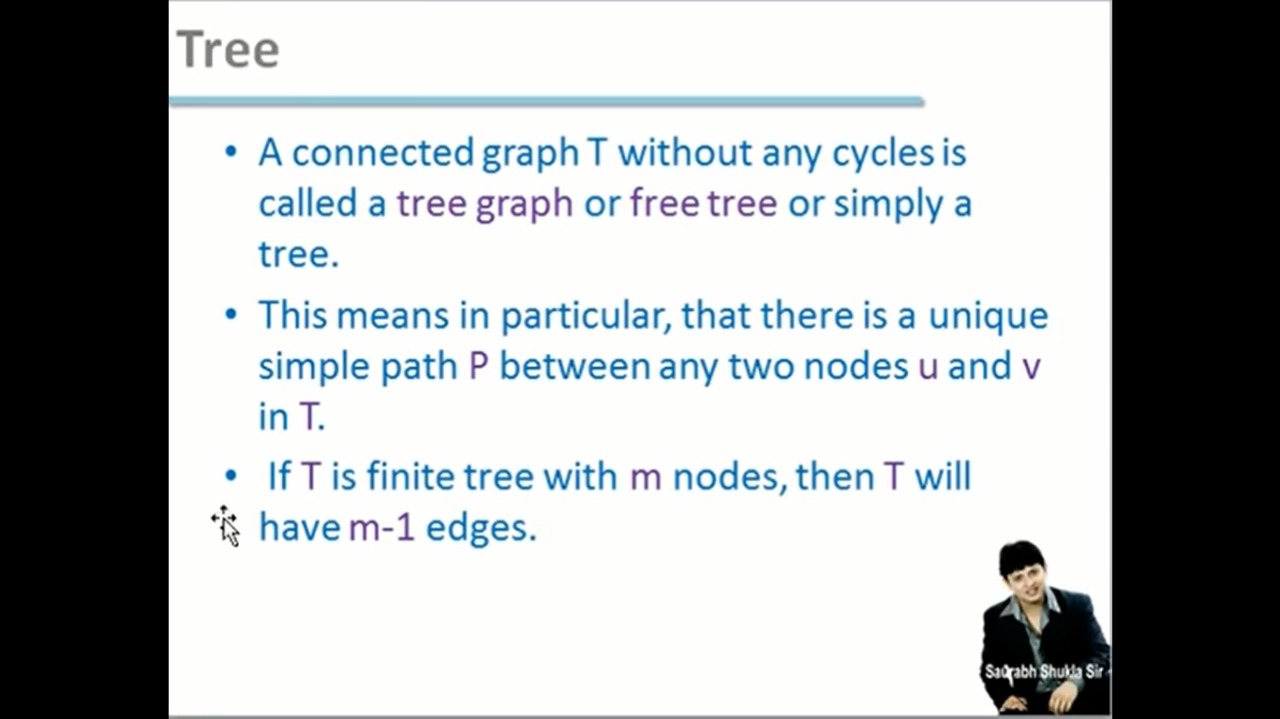 Tree
• A connected graph T without any cycles is
called a tree graph or free tree or simply a
tree.
• This means in particular, that there is a unique
simple path P between any two nodes u and v
in T.
• If T is finite tree with m nodes, then T will
have m-1 edges.
Saurabh Shukla Sir